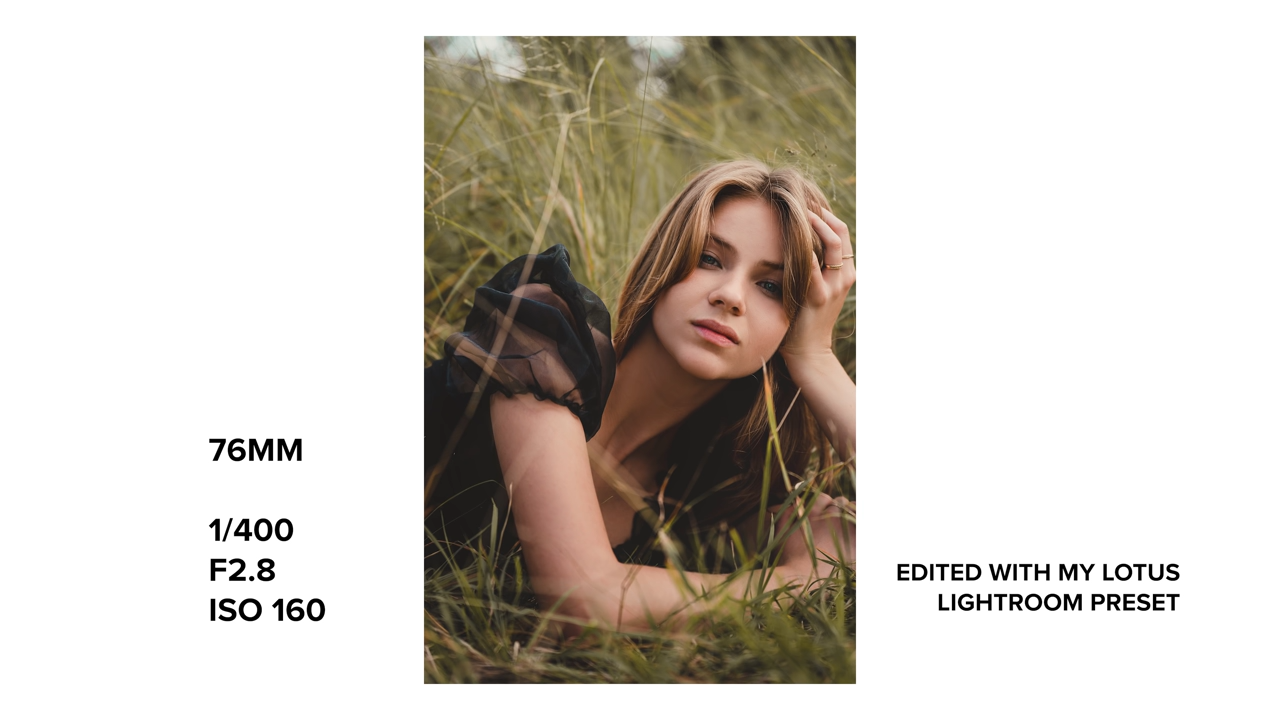 76MM
1/400
F2.8
ISO 160
EDITED WITH MY LOTUS
LIGHTROOM PRESET